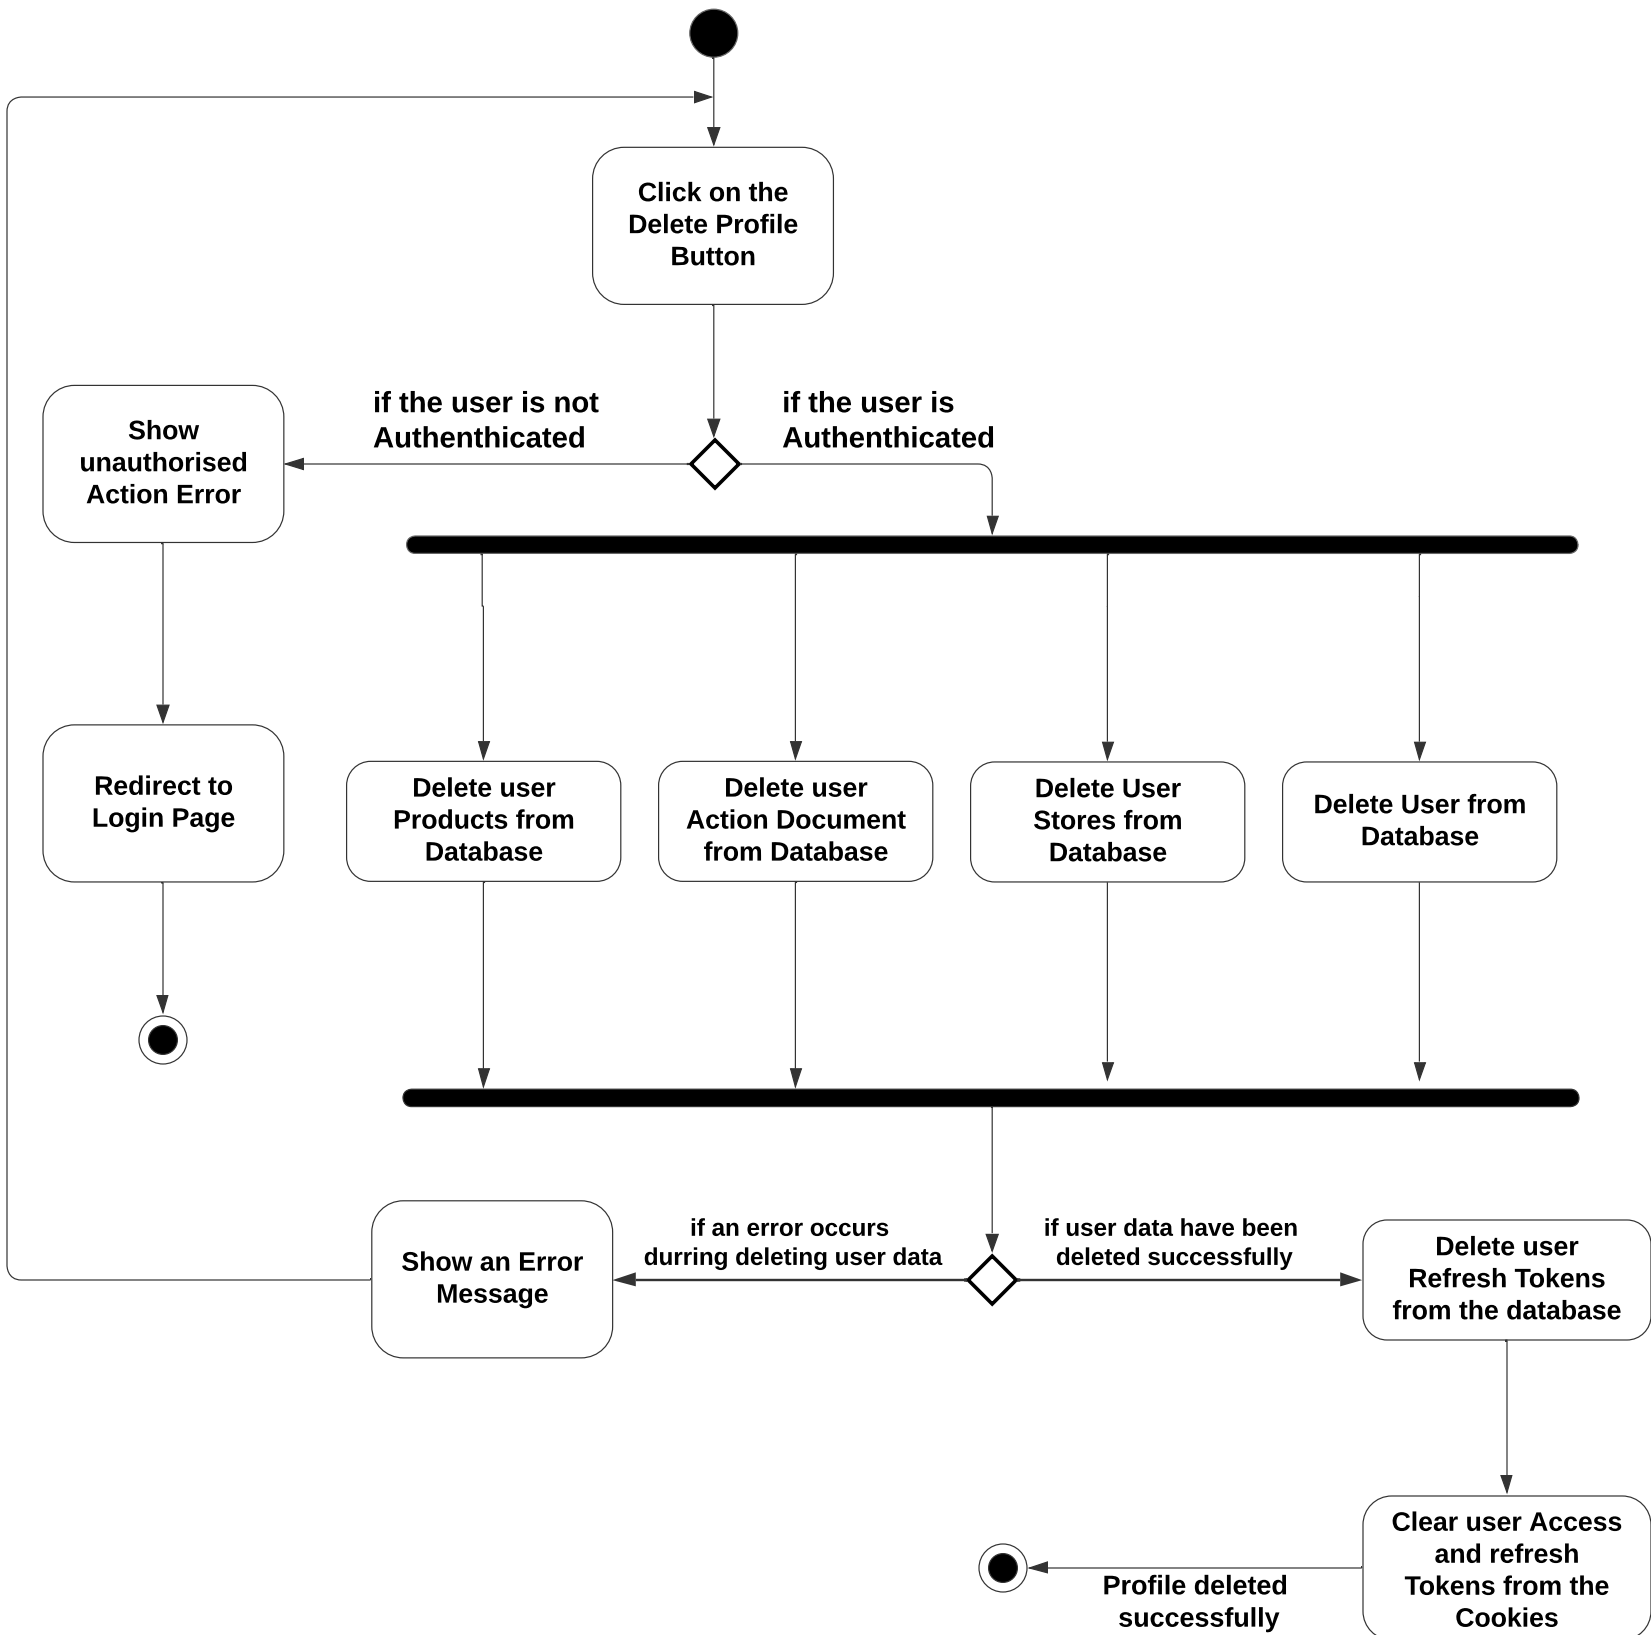 Click on the
Delete Profile
Button
if the user is not
Authenthicated
if the user is
Authenthicated
Show
unauthorised
Action Error
Redirect to
Login Page
Delete user
Products from
Database
Delete user
Action Document
from Database
Delete User
Stores from
Database
Delete User from
Database
Show an Error
Message
if an error occurs
durring deleting user data
if user data have been
deleted successfully
Delete user
Refresh Tokens
from the database
Clear user Access
and refresh
Tokens from the
Cookies
Profile deleted
successfully